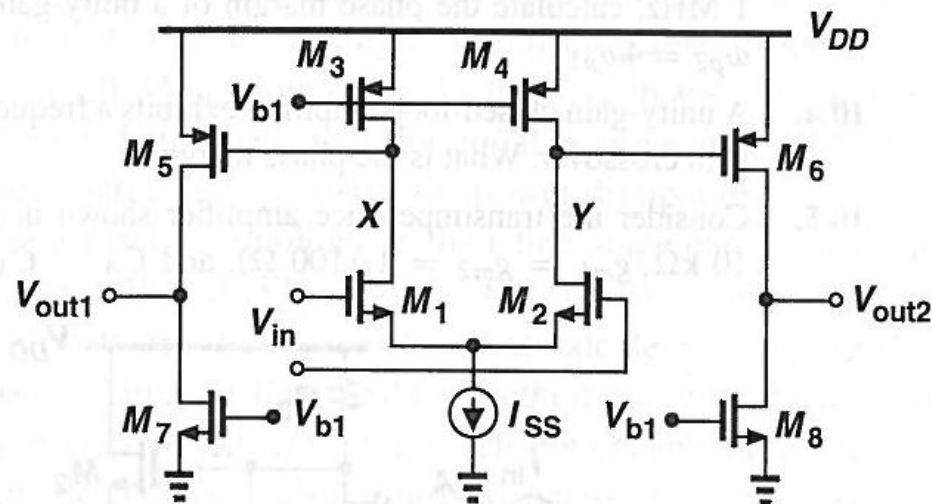 V_DD
M_3
M_4
V_b1
M_5
M_6
X
Y
V_out1
M_1
M_2
V_out2
V_in
M_7
V_b1
I_SS
V_b1
M_8